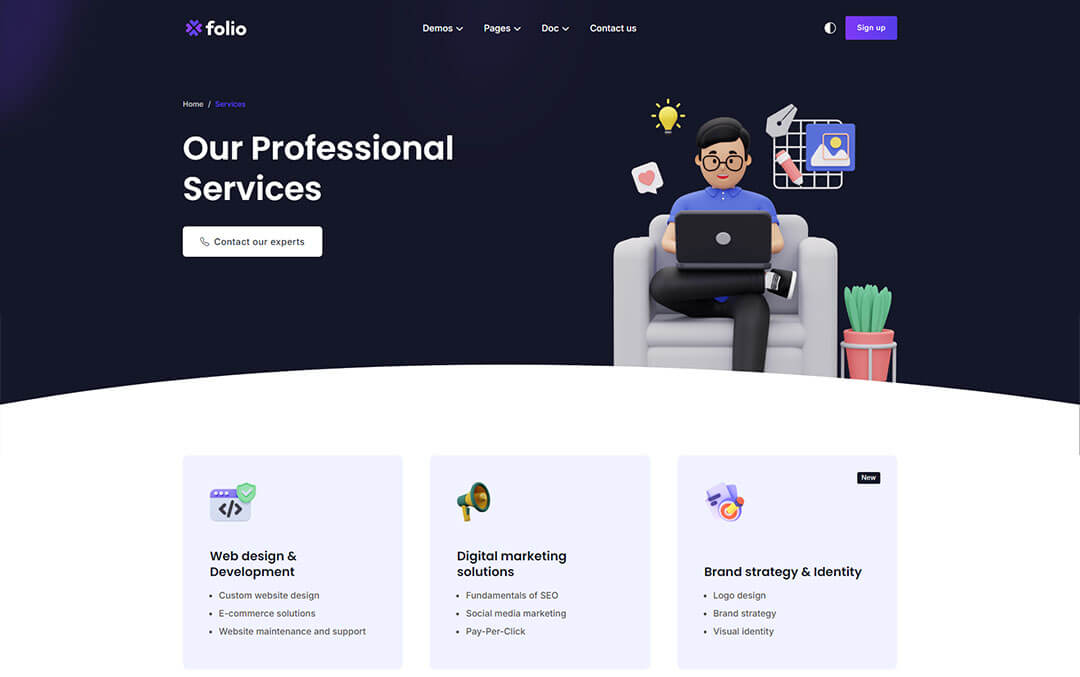 folio
Demos Pages Doc Contact us
Sign up
Home / Services
Our Professional
Services
Contact our experts
Web design &
Development
Custom website design
E-commerce solutions
Website maintenance and support
Digital marketing
solutions
Fundamentals of SEO
Social media marketing
Pay-Per-Click
New
Brand strategy & Identity
Logo design
Brand strategy
Visual identity